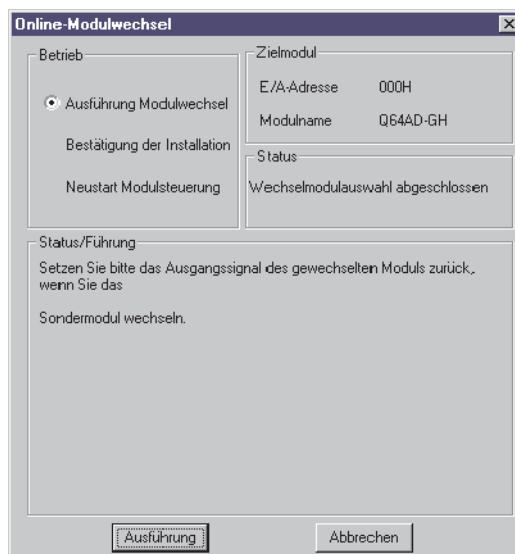 Online-Modulwechsel
Betrieb
Ausführung Modulwechsel
Bestätigung der Installation
Neustart Modulsteuerung
Zielmodul
E/A-Adresse 000H
Modulname Q64AD-GH
Status
Wechselmodulauswahl abgeschlossen
Status/Führung
Setzen Sie bitte das Ausgangssignal des gewechselten Moduls zurück,
wenn Sie das
Sondermodul wechseln.
Ausführung Abbrechen